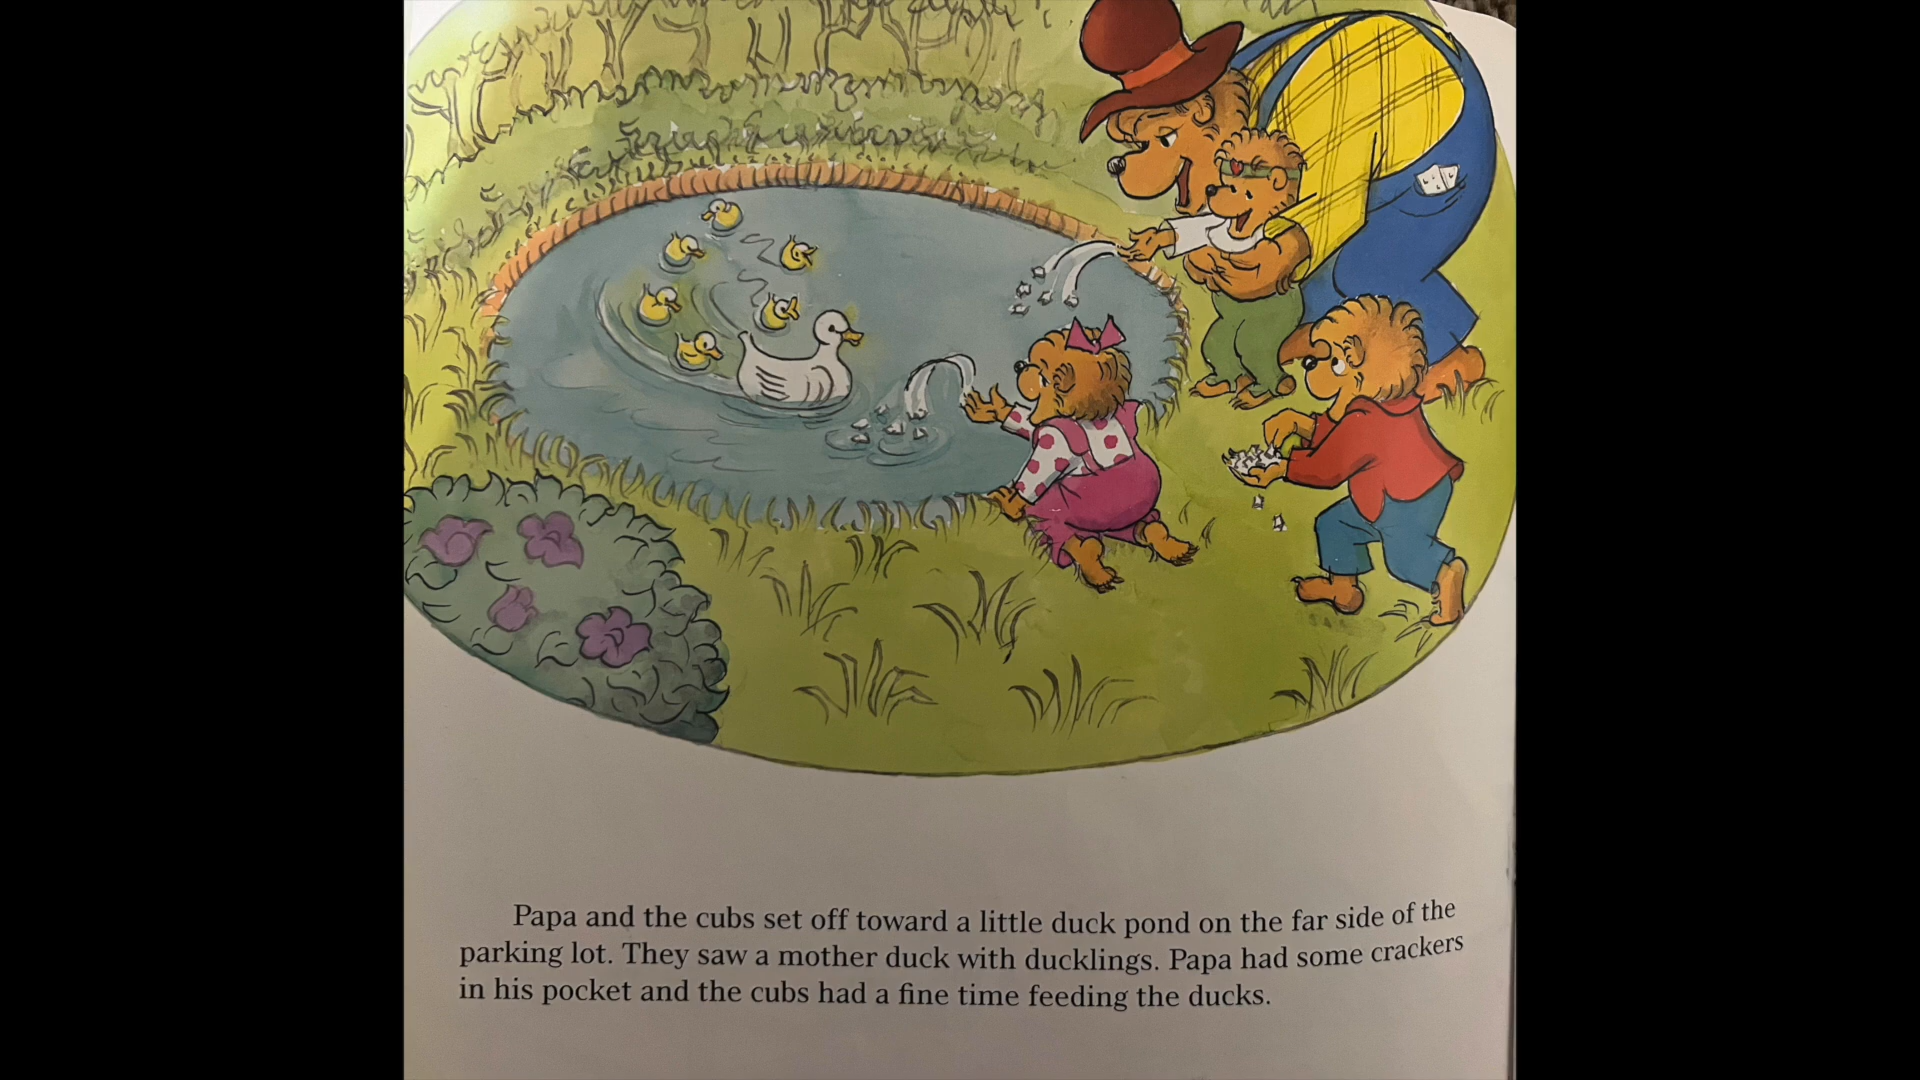 Papa and the cubs set off toward a little duck pond on the far side of the
parking lot. They saw a mother duck with ducklings. Papa had some crackers
in his pocket and the cubs had a fine time feeding the ducks.